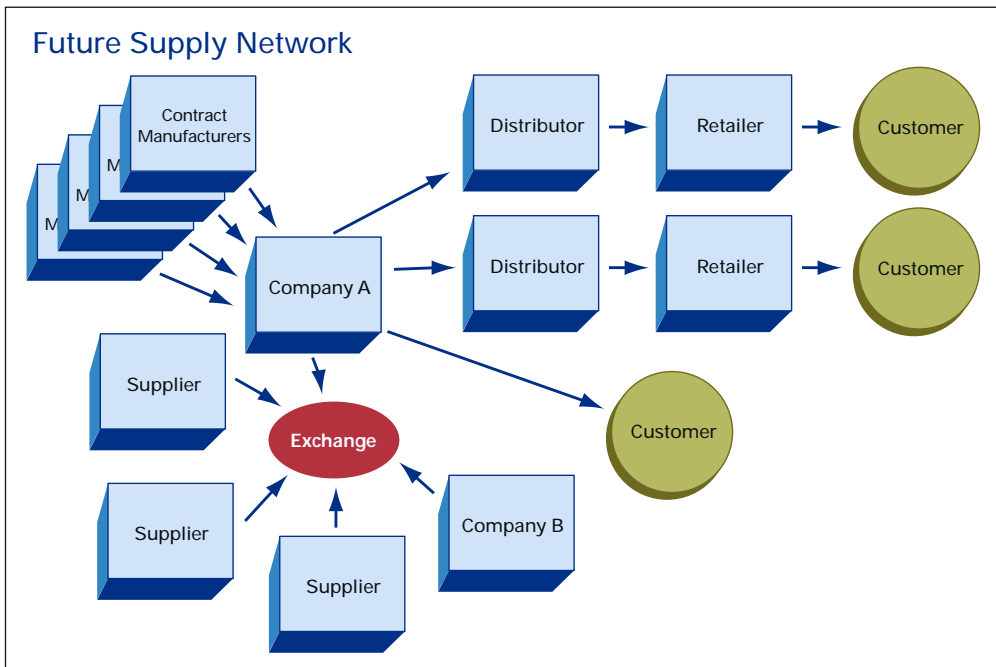 Future Supply Network
Contract
Manufacturers
M
M
M
Distributor
Retailer
Customer
Company A
Distributor
Retailer
Customer
Supplier
Exchange
Customer
Supplier
Supplier
Company B